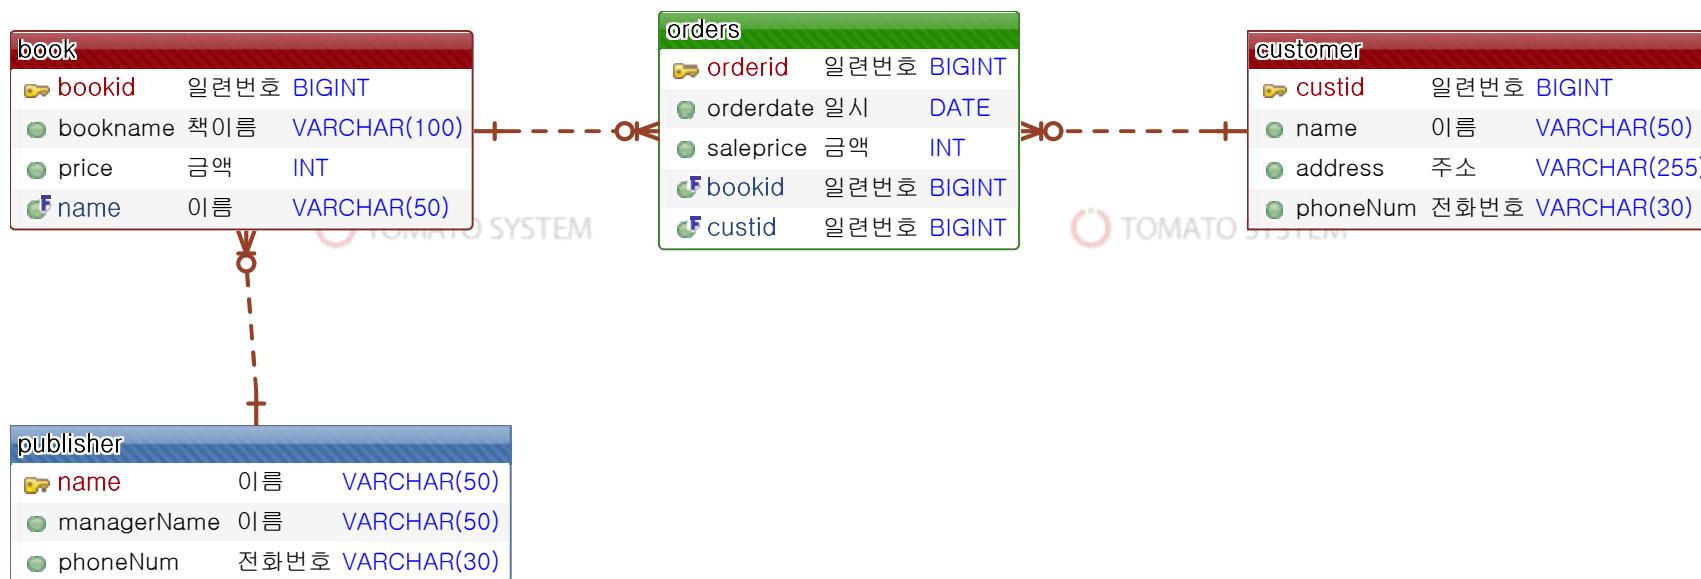 book
bookid 일련번호 BIGINT
bookname 책이름 VARCHAR(100)
price 금액 INT
name 이름 VARCHAR(50)
orders
orderid 일련번호 BIGINT
orderdate 일시 DATE
saleprice 금액 INT
bookid 일련번호 BIGINT
custid 일련번호 BIGINT
customer
custid 일련번호 BIGINT
name 이름 VARCHAR(50)
address 주소 VARCHAR(255)
phoneNum 전화번호 VARCHAR(30)
TOMATO SYSTEM
TOMATO SYSTEM
publisher
name 이름 VARCHAR(50)
managerName 이름 VARCHAR(50)
phoneNum 전화번호 VARCHAR(30)